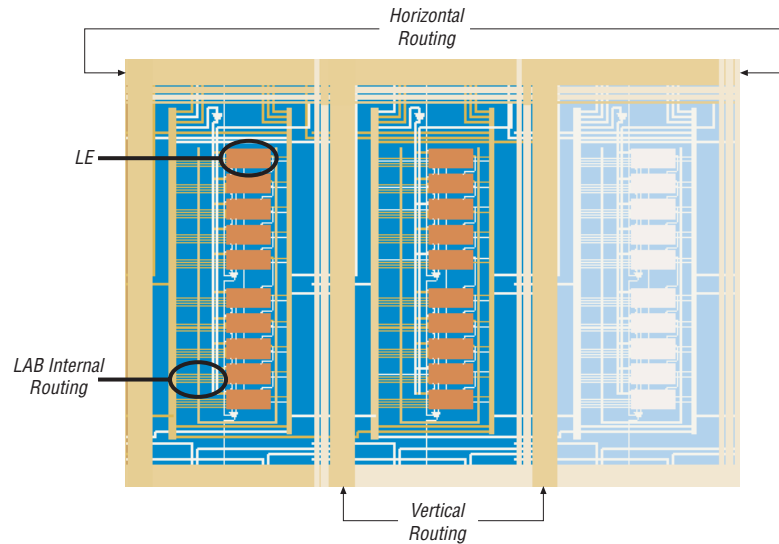 Horizontal
Routing
LE
LAB Internal
Routing
Vertical
Routing